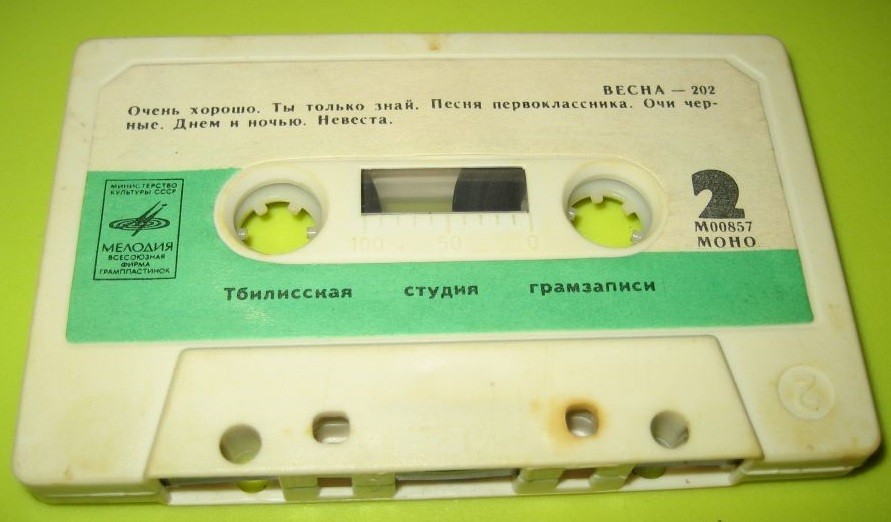 ВЕСНА — 202
Очень хорошо. Ты только знай. Песня первоклассника. Очи чер-
ные. Днем и ночью. Невеста.
МИНИСТЕРСТВО
КУЛЬТУРЫ СССР
МЕЛОДИЯ
ВСЕСОЮЗНАЯ
ФИРМА
ГРАМПЛАСТИНОК
2
М00857
МОНО
100 50 0
Тбилисская студия грамзаписи
2